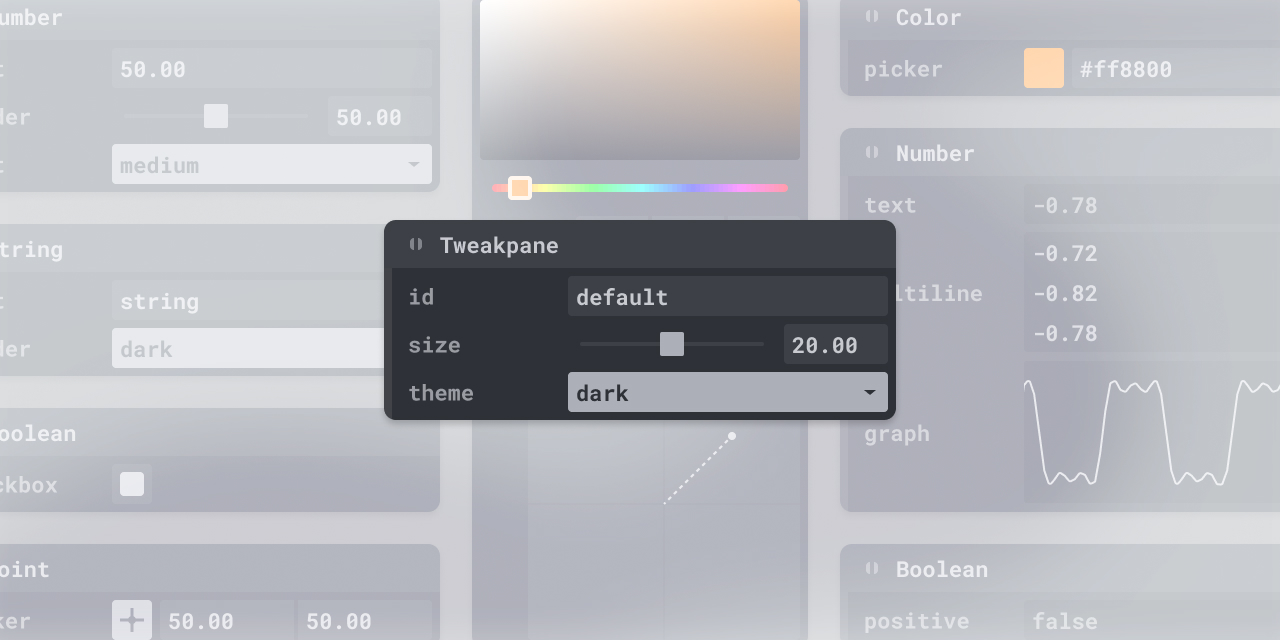 umber
50.00
50.00
medium
tring
string
dark
oolean
ckbox
oint
ker
50.00 50.00
Tweakpane
id default
size 20.00
theme dark
Color
picker #ff8800
Number
text -0.78
-0.72
ltiline -0.82
-0.78
graph
Boolean
positive false